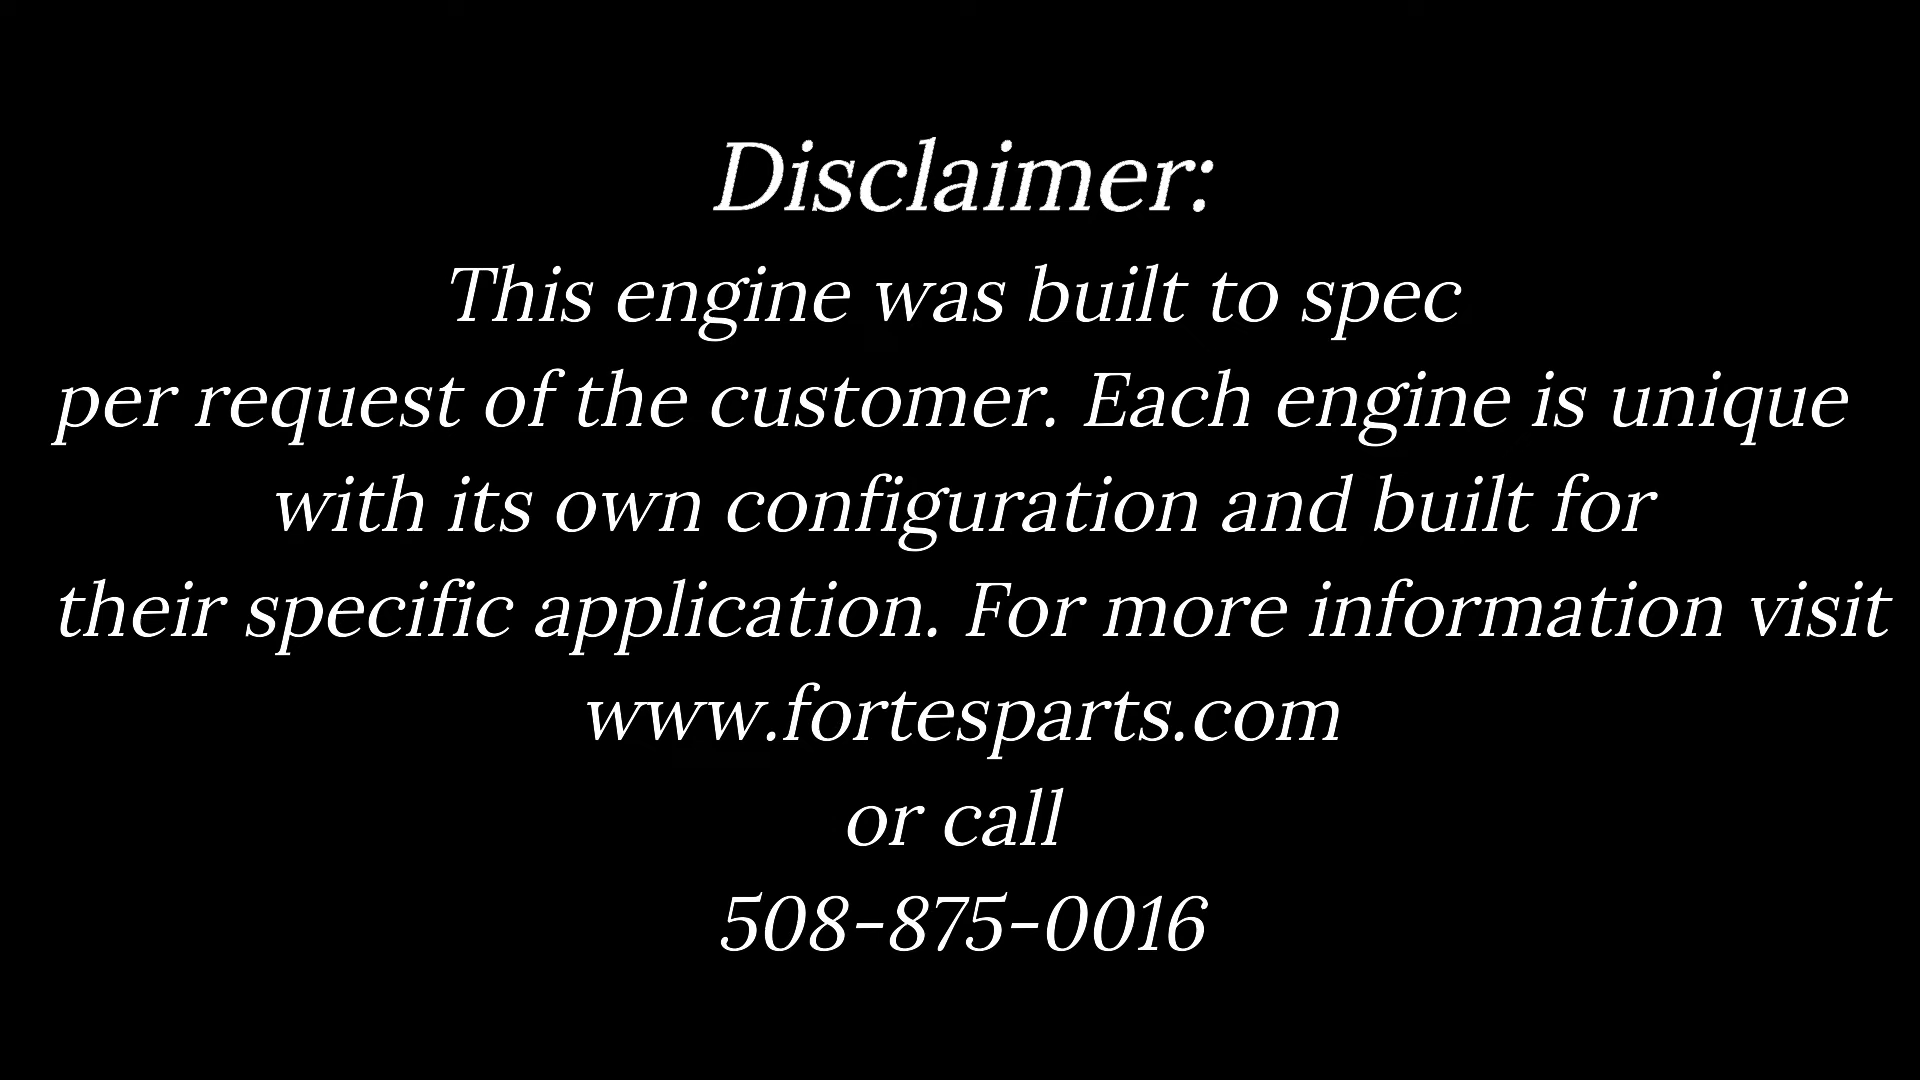 Disclaimer:
This engine was built to spec
per request of the customer. Each engine is unique
with its own configuration and built for
their specific application. For more information visit
www.fortesparts.com
or call
508-875-0016